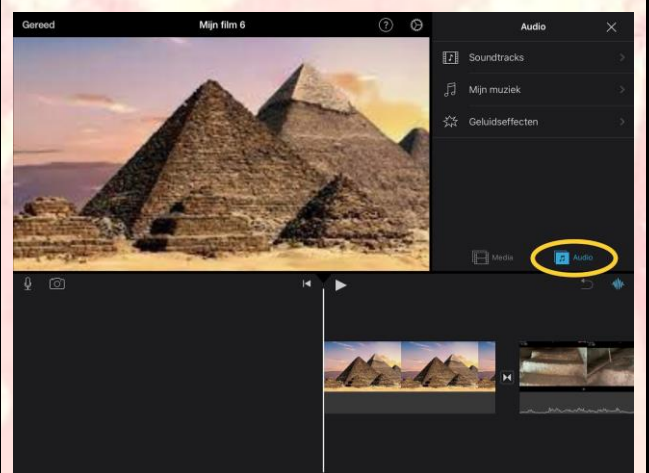 Gereed Mijn film 6 ? Audio
Soundtracks
Mijn muziek
Geluidseffecten
Media Audio